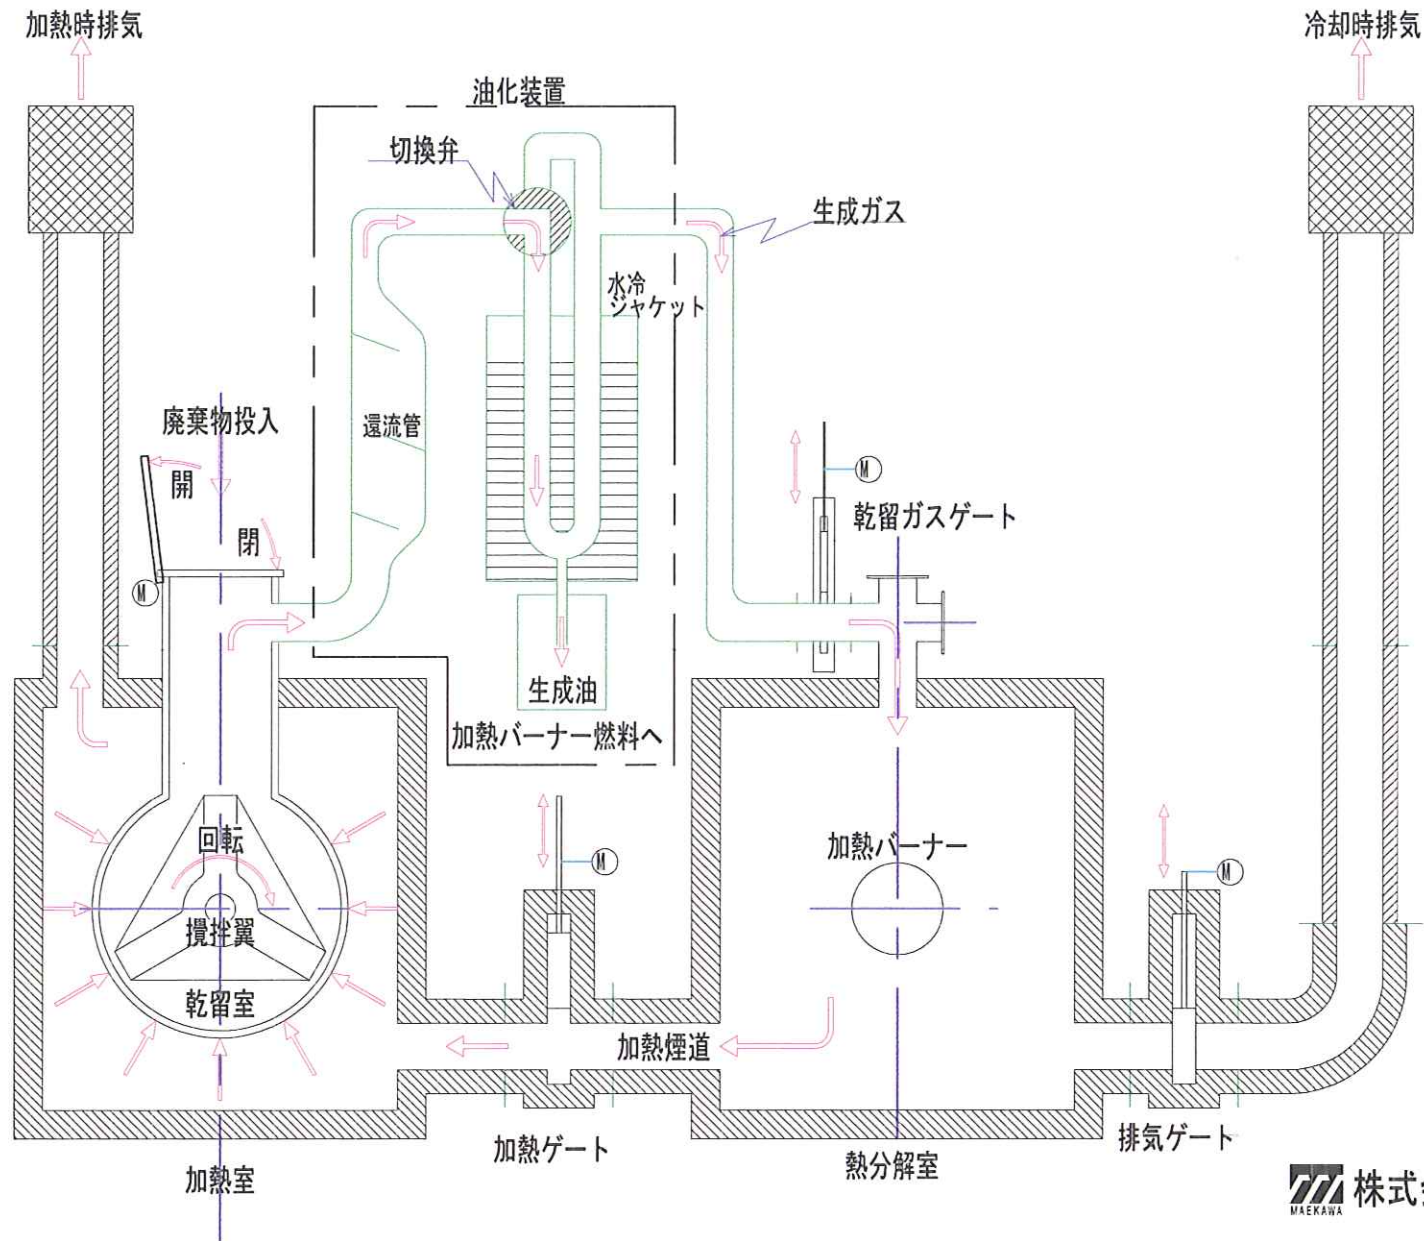 加熱時排気
冷却時排気
油化装置
切換弁
生成ガス
水冷
ジャケット
廃棄物投入
還流管
開
M
乾留ガスゲート
閉
M
生成油
加熱バーナー燃料へ
回転
加熱バーナー
M
M
攪拌翼
乾留室
加熱煙道
加熱ゲート
排気ゲート
加熱室
熱分解室
MAEKAWA
株式